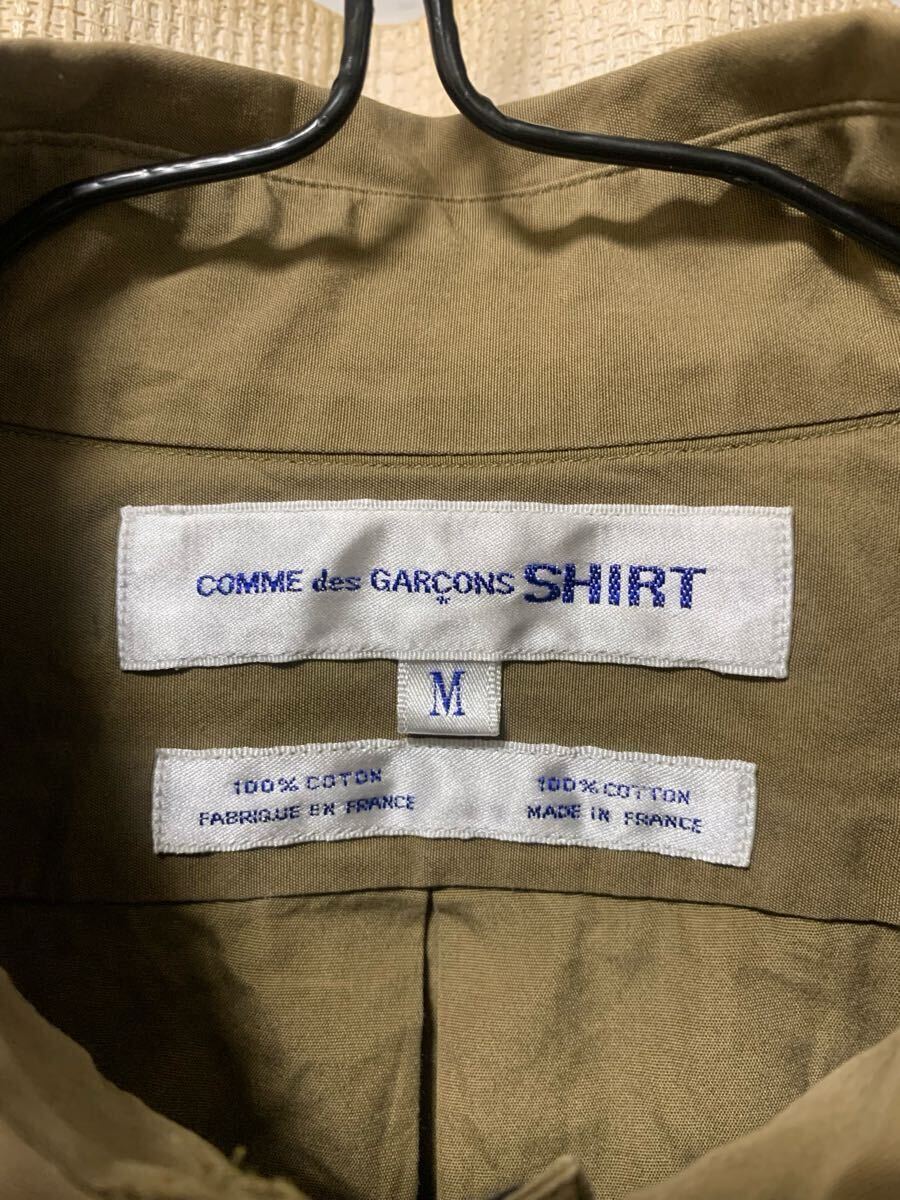 COMME des GARÇONS SHIRT
*
M
100% COTON
FABRIQUE EN FRANCE
100% COTTON
MADE IN FRANCE